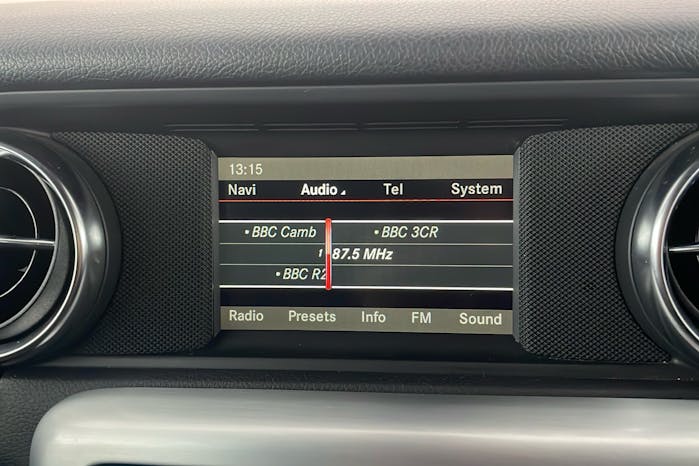 13:15
Navi Audio Tel System
• BBC Camb • BBC 3CR
1 87.5 MHz
• BBC R2
Radio Presets Info FM Sound